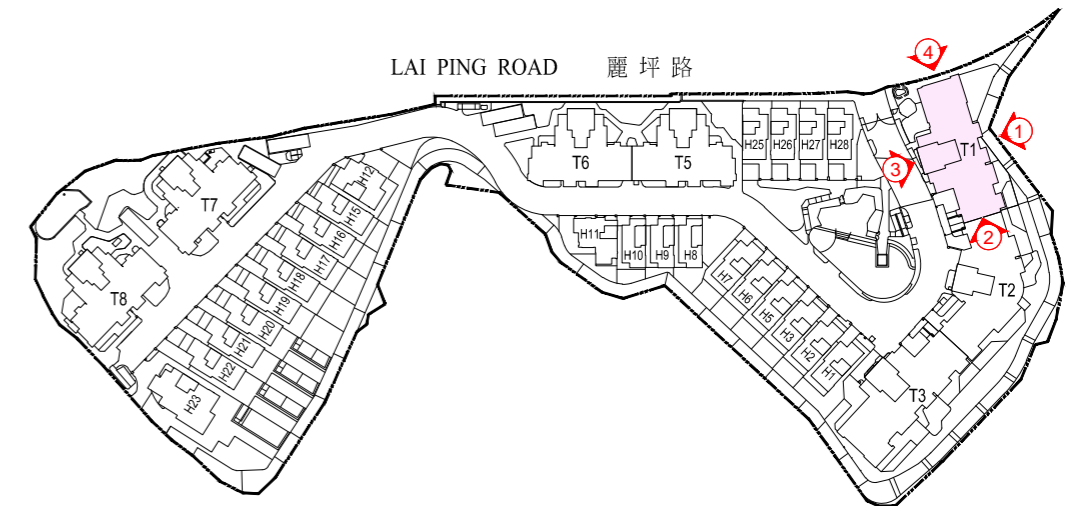 LAI PING ROAD 麗坪路
4
1
3
2
T1
T2
T3
T5
T6
T7
T8
H25
H26
H27
H28
H12
H15
H16
H17
H18
H19
H20
H21
H22
H23
H11
H10
H9
H8
H7
H6
H5
H3
H2
H1